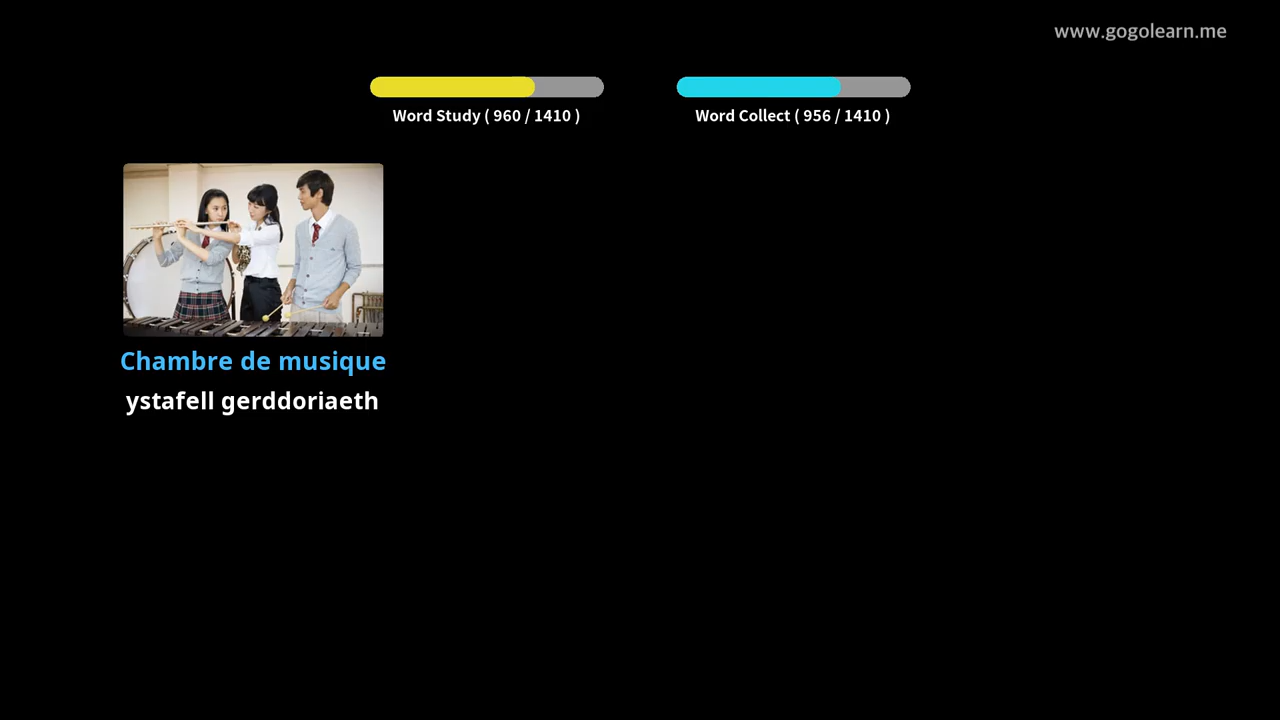 www.gogolearn.me
Word Study ( 960 / 1410 )
Word Collect ( 956 / 1410 )
Chambre de musique
ystafell gerddoriaeth